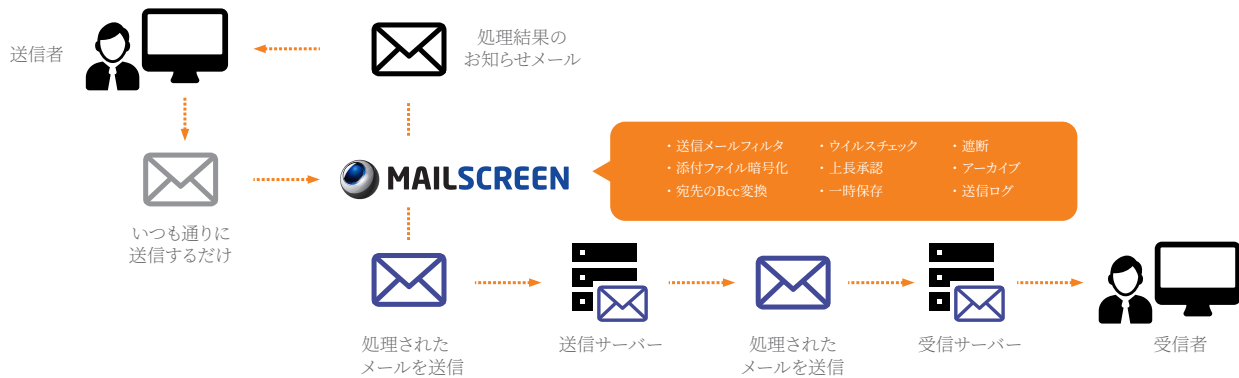 送信者
処理結果の
お知らせメール
・送信メールフィルタ
・ウイルスチェック
・遮断
・添付ファイル暗号化
・上長承認
・アーカイブ
・宛先のBcc変換
・一時保存
・送信ログ
MAILSCREEN
いつも通りに
送信するだけ
処理された
メールを送信
送信サーバー
処理された
メールを送信
受信サーバー
受信者